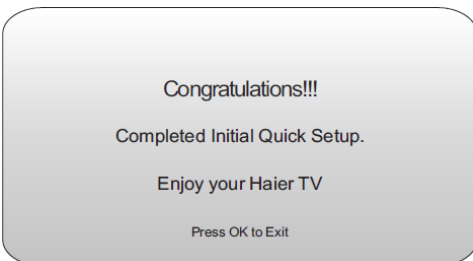 Congratulations!!!
Completed Initial Quick Setup.
Enjoy your Haier TV
Press OK to Exit